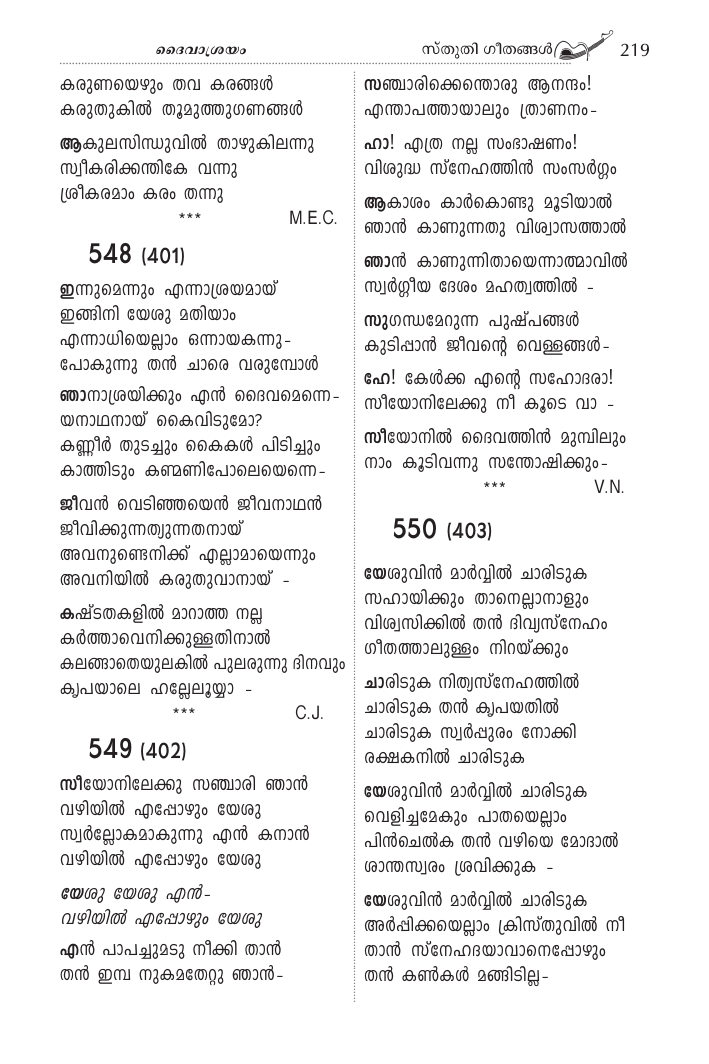 ദൈവാശ്രയം
സ്തുതി ഗീതങ്ങൾ 219
കരുണയെഴും തവ കരങ്ങൾ
കരുതുകിൽ തൂമുത്തുഗണങ്ങൾ
ആകുലസിന്ധുവിൽ താഴുകിലന്നു
സ്വീകരിക്കന്തികേ വന്നു
ശ്രീകരമാം കരം തന്നു
*** M.E.C.
548 (401)
ഇന്നുമെന്നും എന്നാശ്രയമായ്
ഇങ്ങിനി യേശു മതിയാം
എന്നാധിയെല്ലാം ഒന്നായകന്നു-
പോകുന്നു തൻ ചാരെ വരുമ്പോൾ
ഞാനാശ്രയിക്കും എൻ ദൈവമെന്നെ-
യനാഥനായ് കൈവിടുമോ?
കണ്ണീർ തുടച്ചും കൈകൾ പിടിച്ചും
കാത്തിടും കണ്മണിപോലെയെന്നെ-
ജീവൻ വെടിഞ്ഞയെൻ ജീവനാഥൻ
ജീവിക്കുന്നത്യുന്നതനായ്
അവനുണ്ടെനിക്ക് എല്ലാമായെന്നും
അവനിയിൽ കരുതുവാനായ് -
കഷ്ടതകളിൽ മാറാത്ത നല്ല
കർത്താവെനിക്കുള്ളതിനാൽ
കലങ്ങാതെയുലകിൽ പുലരുന്നു ദിനവും
കൃപയാലെ ഹല്ലേലൂയ്യാ -
*** C.J.
549 (402)
സീയോനിലേക്കു സഞ്ചാരി ഞാൻ
വഴിയിൽ എപ്പോഴും യേശു
സ്വർല്ലോകമാകുന്നു എൻ കനാൻ
വഴിയിൽ എപ്പോഴും യേശു
യേശു യേശു എൻ-
വഴിയിൽ എപ്പോഴും യേശു
എൻ പാപച്ചുമടു നീക്കി താൻ
തൻ ഇമ്പ നുകമതേറ്റു ഞാൻ-
സഞ്ചാരിക്കെന്തൊരു ആനന്ദം!
എന്താപത്തായാലും ത്രാണനം-
ഹാ! എത്ര നല്ല സംഭാഷണം!
വിശുദ്ധ സ്നേഹത്തിൻ സംസർഗ്ഗം
ആകാശം കാർകൊണ്ടു മൂടിയാൽ
ഞാൻ കാണുന്നതു വിശ്വാസത്താൽ
ഞാൻ കാണുന്നിതായെന്നാത്മാവിൽ
സ്വർഗ്ഗീയ ദേശം മഹത്വത്തിൽ -
സുഗന്ധമേറുന്ന പുഷ്പങ്ങൾ
കുടിപ്പാൻ ജീവന്റെ വെള്ളങ്ങൾ-
ഹേ! കേൾക്ക എന്റെ സഹോദരാ!
സീയോനിലേക്കു നീ കൂടെ വാ -
സീയോനിൽ ദൈവത്തിൻ മുമ്പിലും
നാം കൂടിവന്നു സന്തോഷിക്കും-
*** V.N.
550 (403)
യേശുവിൻ മാർവ്വിൽ ചാരിടുക
സഹായിക്കും താനെല്ലാനാളും
വിശ്വസിക്കിൽ തൻ ദിവ്യസ്നേഹം
ഗീതത്താലുള്ളം നിറയ്ക്കും
ചാരിടുക നിത്യസ്നേഹത്തിൽ
ചാരിടുക തൻ കൃപയതിൽ
ചാരിടുക സ്വർപ്പുരം നോക്കി
രക്ഷകനിൽ ചാരിടുക
യേശുവിൻ മാർവ്വിൽ ചാരിടുക
വെളിച്ചമേകും പാതയെല്ലാം
പിൻചെൽക തൻ വഴിയെ മോദാൽ
ശാന്തസ്വരം ശ്രവിക്കുക -
യേശുവിൻ മാർവ്വിൽ ചാരിടുക
അർപ്പിക്കയെല്ലാം ക്രിസ്തുവിൽ നീ
താൻ സ്നേഹദയാവാനെപ്പോഴും
തൻ കൺകൾ മങ്ങിടില്ല-